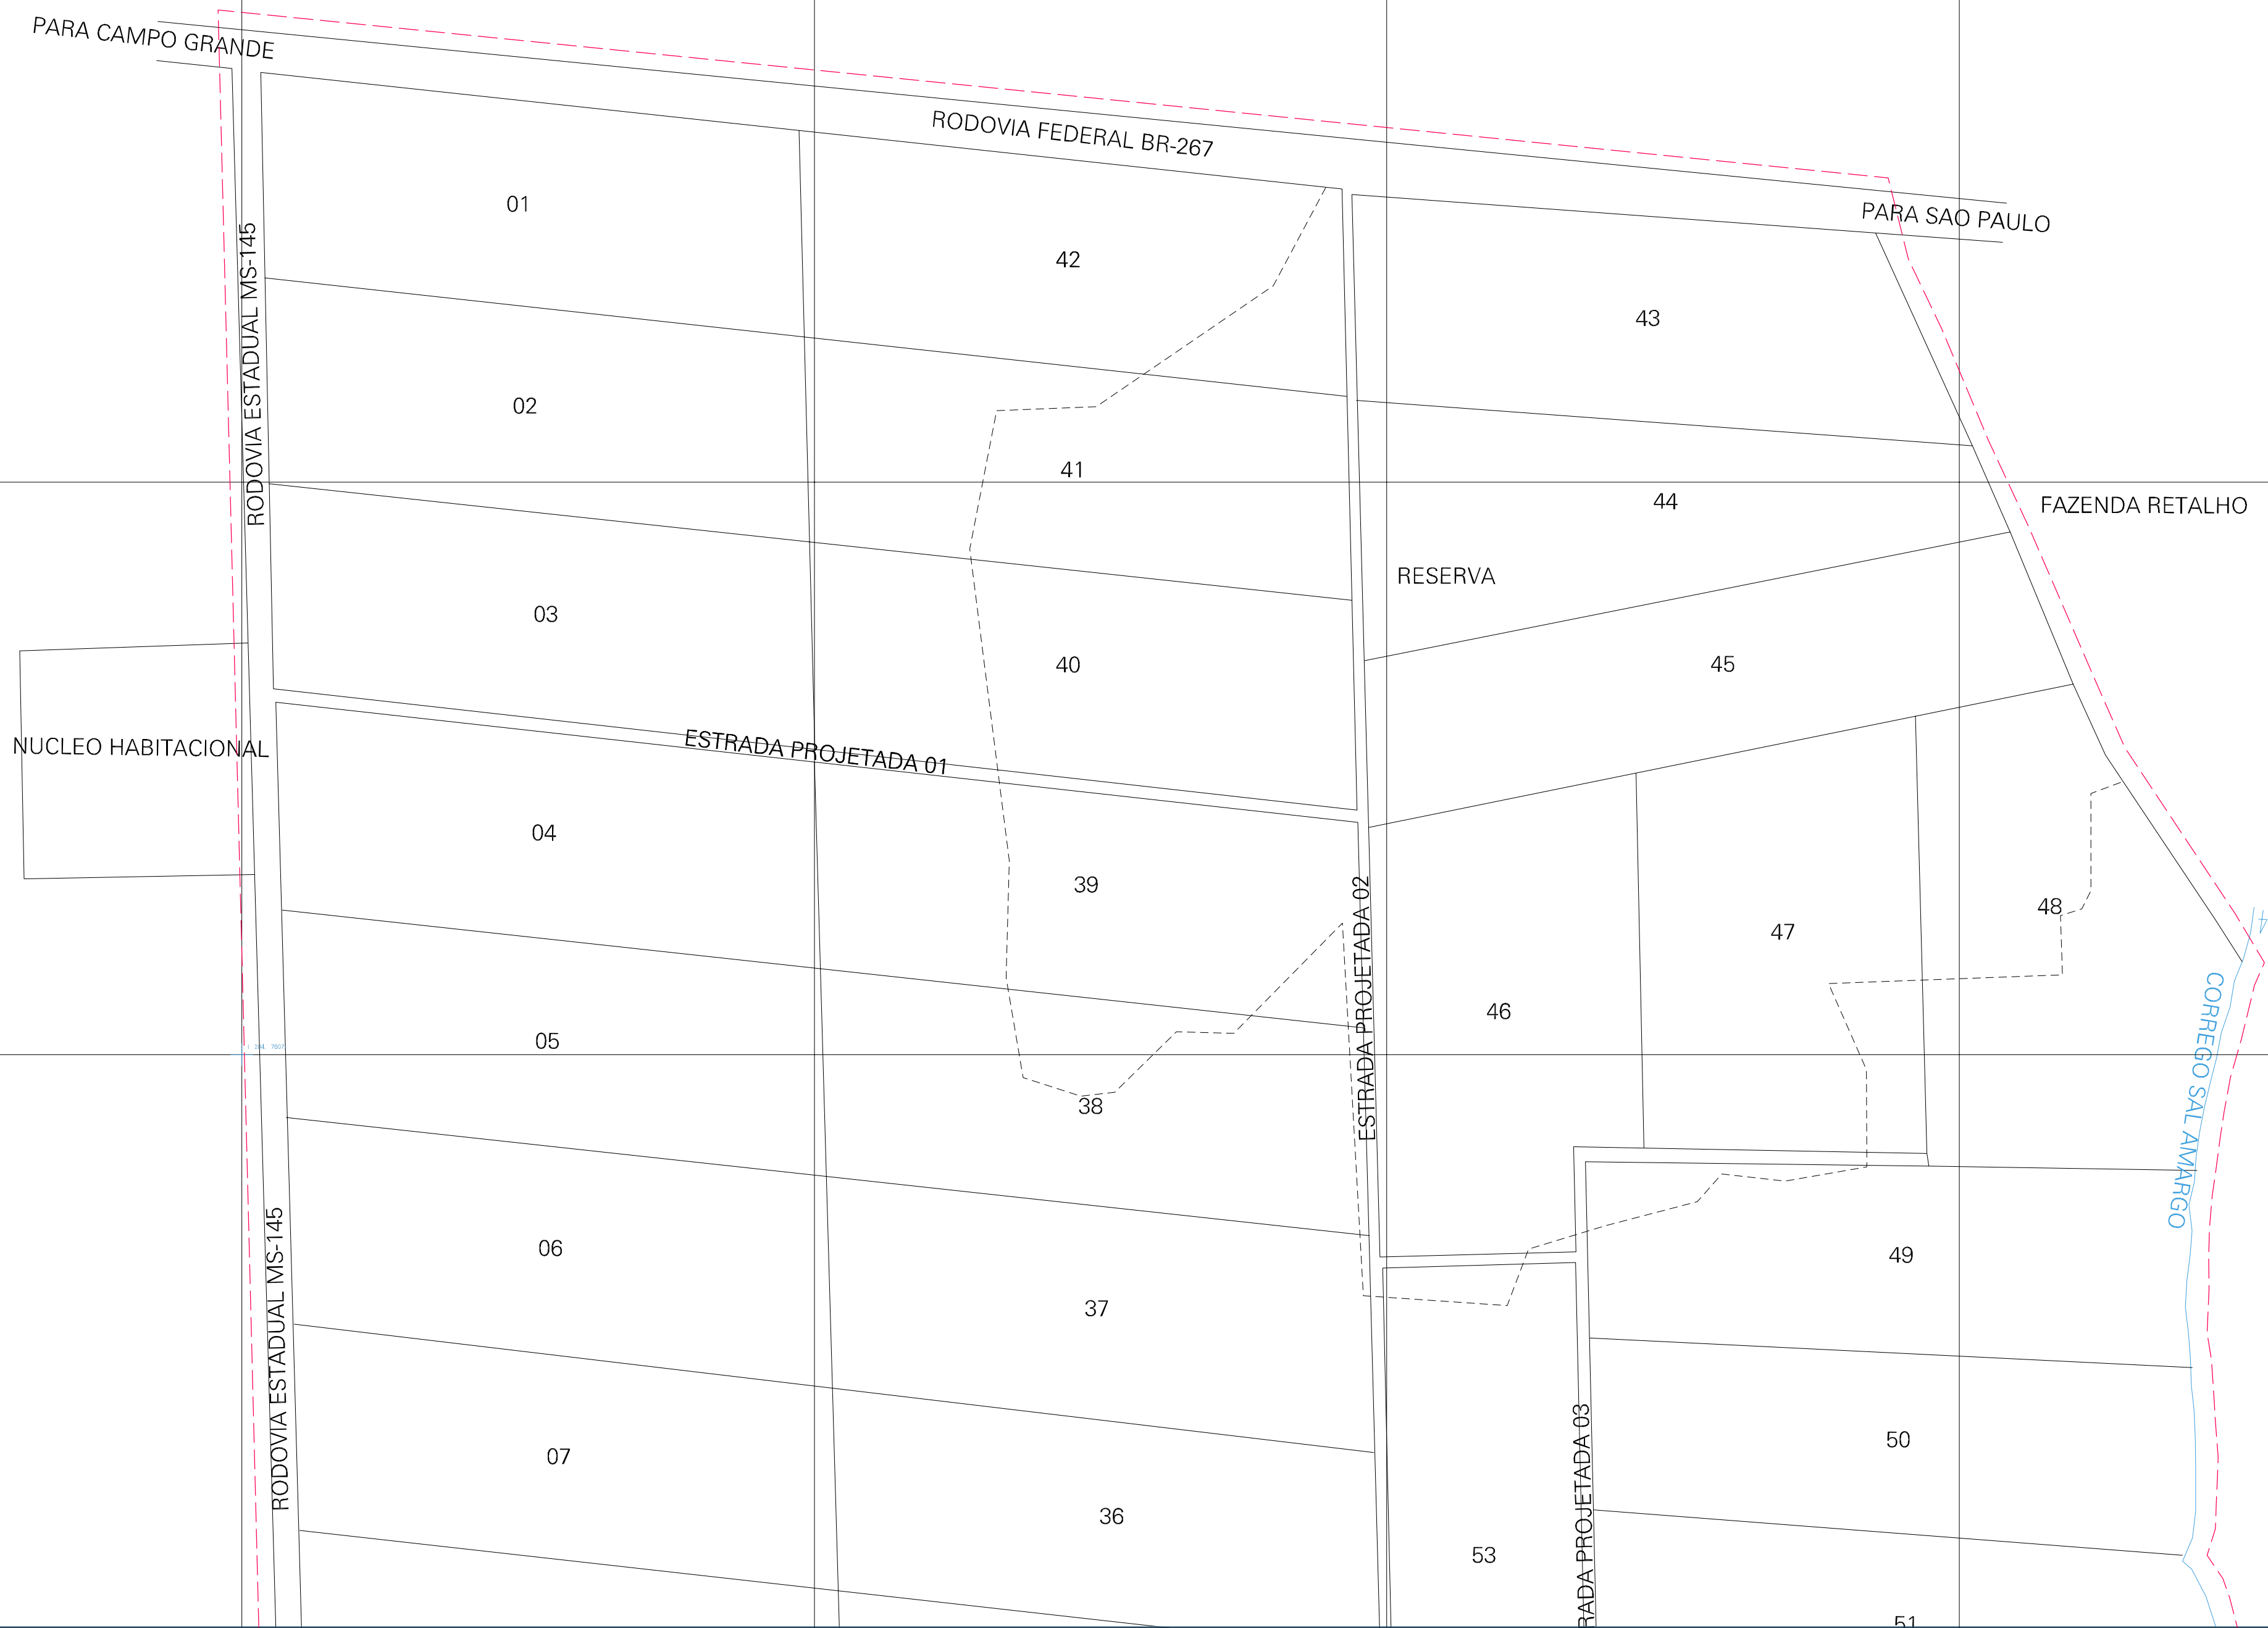 PARA CAMPO GRANDE
RODOVIA FEDERAL BR-267
PARA SAO PAULO
01
42
43
RODOVIA ESTADUAL MS-145
02
41
44
FAZENDA RETALHO
RESERVA
03
40
45
NUCLEO HABITACIONAL
ESTRADA PROJETADA 01
04
39
ESTRADA PROJETADA 02
47
48
46
CORREGO SAL AMARGO
05
38
06
37
49
RODOVIA ESTADUAL MS-145
07
36
50
53
RADA PROJETADA 03
51